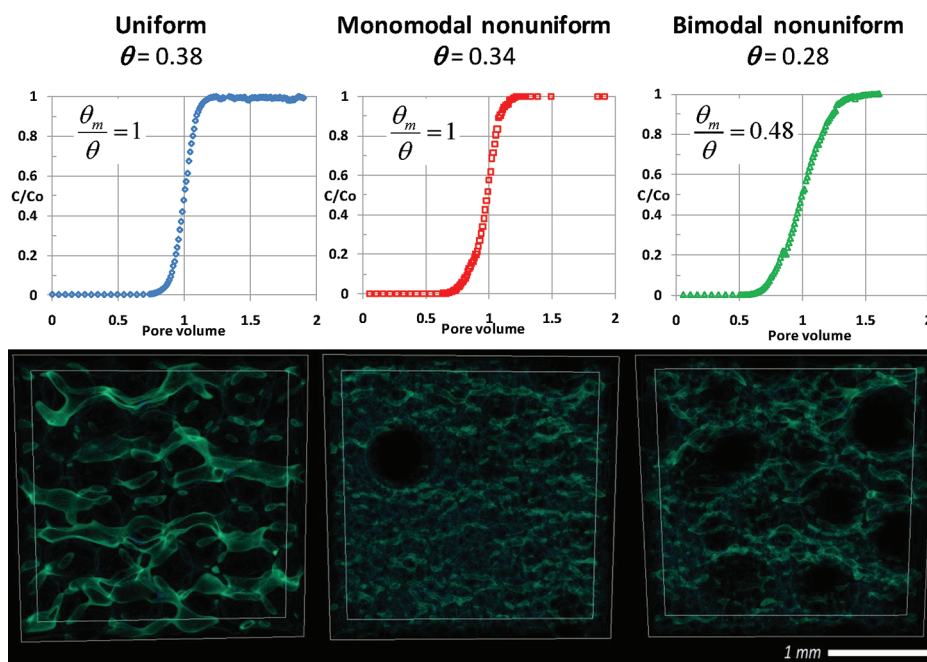 Uniform
θ = 0.38
1
0.8
0.6
C/Co
0.4
0.2
0
0
0.5
1
1.5
2
Pore volume
θm/θ = 1
Monomodal nonuniform
θ = 0.34
1
0.8
0.6
C/Co
0.4
0.2
0
0
0.5
1
1.5
2
Pore volume
θm/θ = 1
Bimodal nonuniform
θ = 0.28
1
0.8
0.6
C/Co
0.4
0.2
0
0
0.5
1
1.5
2
Pore volume
θm/θ = 0.48
1 mm